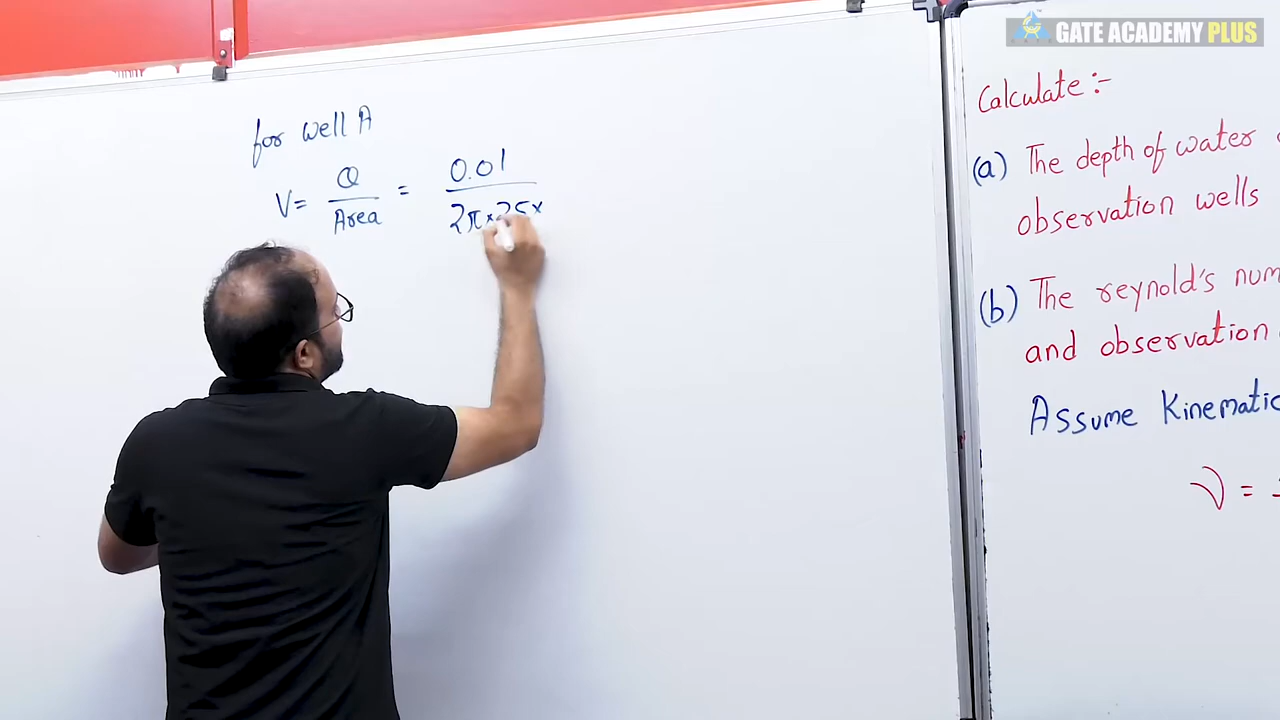 GATE ACADEMY PLUS
for well A
V = Q / Area = 0.01 / 2π×25×
Calculate :-
(a) The depth of water
observation wells
(b) The reynold's num
and observation
Assume Kinematic
ν =